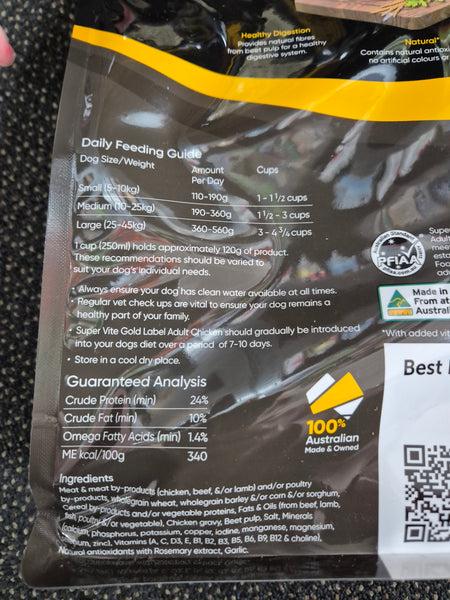 Healthy Digestion
Provides natural fibres
from beet pulp for a healthy
digestive system.
Natural*
Contains natural antioxi
no artificial colours or
Daily Feeding Guide
Dog Size/Weight Amount Per Day Cups
Small (5-10kg) 110-190g 1 - 1 1/2 cups
Medium (10-25kg) 190-360g 1 1/2 - 3 cups
Large (25-45kg) 360-560g 3 - 4 3/4 cups
1 cup (250ml) holds approximately 120g of product.
These recommendations should be varied to
suit your dog's individual needs.
• Always ensure your dog has clean water available at all times.
• Regular vet check ups are vital to ensure your dog remains a
healthy part of your family.
• Super Vite Gold Label Adult Chicken should gradually be introduced
into your dogs diet over a period of 7-10 days.
• Store in a cool dry place.
Guaranteed Analysis
Crude Protein (min) 24%
Crude Fat (min) 10%
Omega Fatty Acids (min) 1.4%
ME kcal/100g 340
100%
Australian
Made & Owned
Ingredients
Meat & meat by-products (chicken, beef, &/or lamb) and/or poultry
by-products, wholegrain wheat, wholegrain barley &/or corn &/or sorghum,
Cereal by-products and/or vegetable proteins, Fats & Oils (from beef, lamb,
fish, poultry &/or vegetable), Chicken gravy, Beet pulp, Salt, Minerals
(calcium, phosphorus, potassium, copper, iodine, manganese, magnesium,
zinc), Vitamins (A, C, D3, E, B1, B2, B3, B5, B6, B9, B12 & choline),
Natural antioxidants with Rosemary extract, Garlic.
PFIAA
Supe
Adul
mee
esta
Foo
adu
Made in
From at
Austral
*With added vit
Best